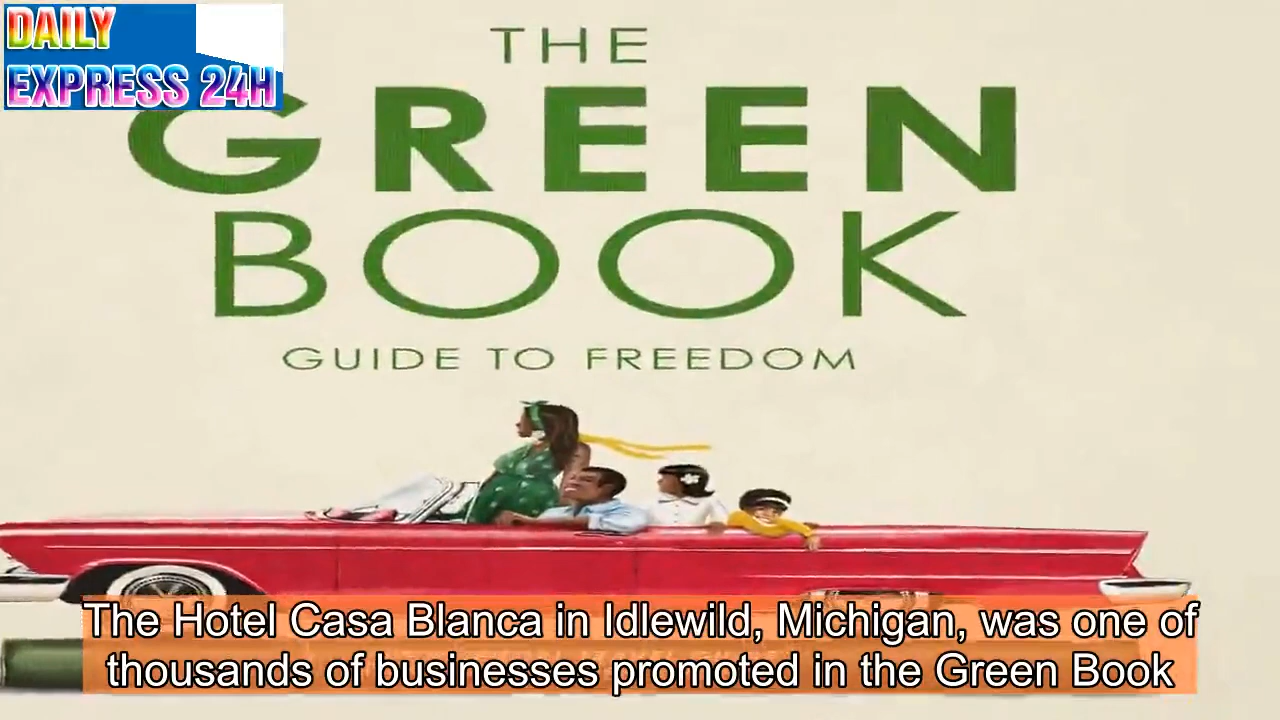 DAILY
EXPRESS 24H
THE
GREEN
BOOK
GUIDE TO FREEDOM
The Hotel Casa Blanca in Idlewild, Michigan, was one of
thousands of businesses promoted in the Green Book